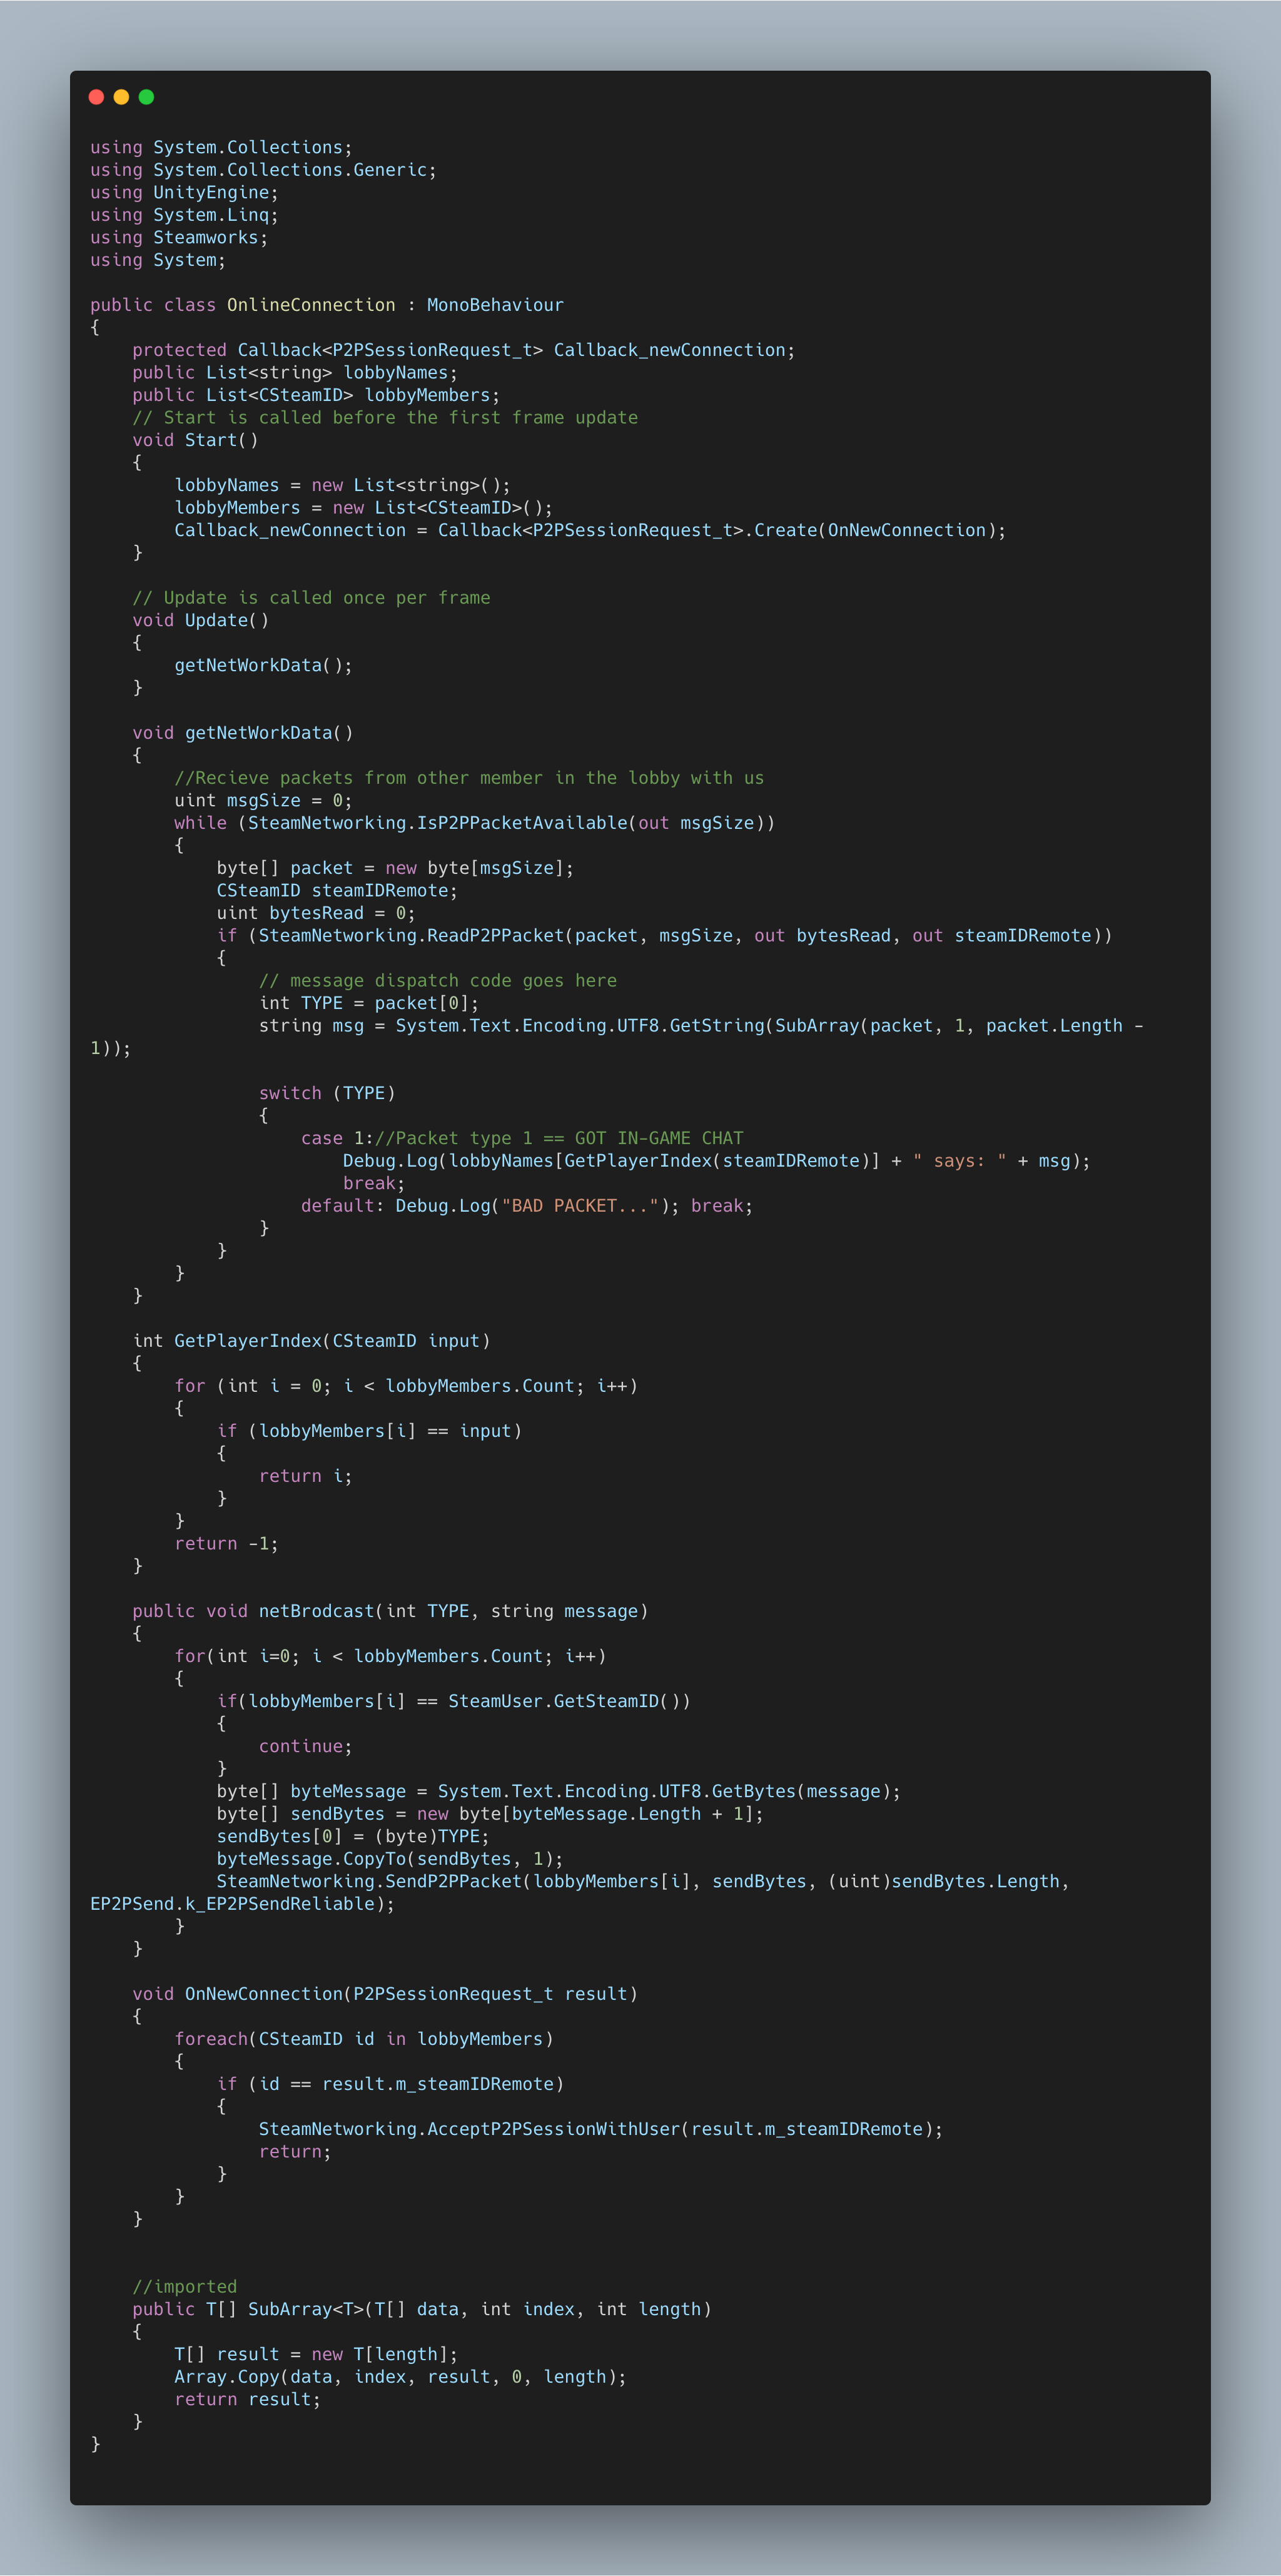 using System.Collections;
using System.Collections.Generic;
using UnityEngine;
using System.Linq;
using Steamworks;
using System;

public class OnlineConnection : MonoBehaviour
{
    protected Callback<P2PSessionRequest_t> Callback_newConnection;
    public List<string> lobbyNames;
    public List<CSteamID> lobbyMembers;
    // Start is called before the first frame update
    void Start()
    {
        lobbyNames = new List<string>();
        lobbyMembers = new List<CSteamID>();
        Callback_newConnection = Callback<P2PSessionRequest_t>.Create(OnNewConnection);
    }

    // Update is called once per frame
    void Update()
    {
        getNetWorkData();
    }

    void getNetWorkData()
    {
        //Recieve packets from other member in the lobby with us
        uint msgSize = 0;
        while (SteamNetworking.IsP2PPacketAvailable(out msgSize))
        {
            byte[] packet = new byte[msgSize];
            CSteamID steamIDRemote;
            uint bytesRead = 0;
            if (SteamNetworking.ReadP2PPacket(packet, msgSize, out bytesRead, out steamIDRemote))
            {
                // message dispatch code goes here
                int TYPE = packet[0];
                string msg = System.Text.Encoding.UTF8.GetString(SubArray(packet, 1, packet.Length -
1));

                switch (TYPE)
                {
                    case 1://Packet type 1 == GOT IN-GAME CHAT
                        Debug.Log(lobbyNames[GetPlayerIndex(steamIDRemote)] + " says: " + msg);
                        break;
                    default: Debug.Log("BAD PACKET..."); break;
                }
            }
        }
    }

    int GetPlayerIndex(CSteamID input)
    {
        for (int i = 0; i < lobbyMembers.Count; i++)
        {
            if (lobbyMembers[i] == input)
            {
                return i;
            }
        }
        return -1;
    }

    public void netBrodcast(int TYPE, string message)
    {
        for(int i=0; i < lobbyMembers.Count; i++)
        {
            if(lobbyMembers[i] == SteamUser.GetSteamID())
            {
                continue;
            }
            byte[] byteMessage = System.Text.Encoding.UTF8.GetBytes(message);
            byte[] sendBytes = new byte[byteMessage.Length + 1];
            sendBytes[0] = (byte)TYPE;
            byteMessage.CopyTo(sendBytes, 1);
            SteamNetworking.SendP2PPacket(lobbyMembers[i], sendBytes, (uint)sendBytes.Length,
EP2PSend.k_EP2PSendReliable);
        }
    }

    void OnNewConnection(P2PSessionRequest_t result)
    {
        foreach(CSteamID id in lobbyMembers)
        {
            if (id == result.m_steamIDRemote)
            {
                SteamNetworking.AcceptP2PSessionWithUser(result.m_steamIDRemote);
                return;
            }
        }
    }


    //imported
    public T[] SubArray<T>(T[] data, int index, int length)
    {
        T[] result = new T[length];
        Array.Copy(data, index, result, 0, length);
        return result;
    }
}